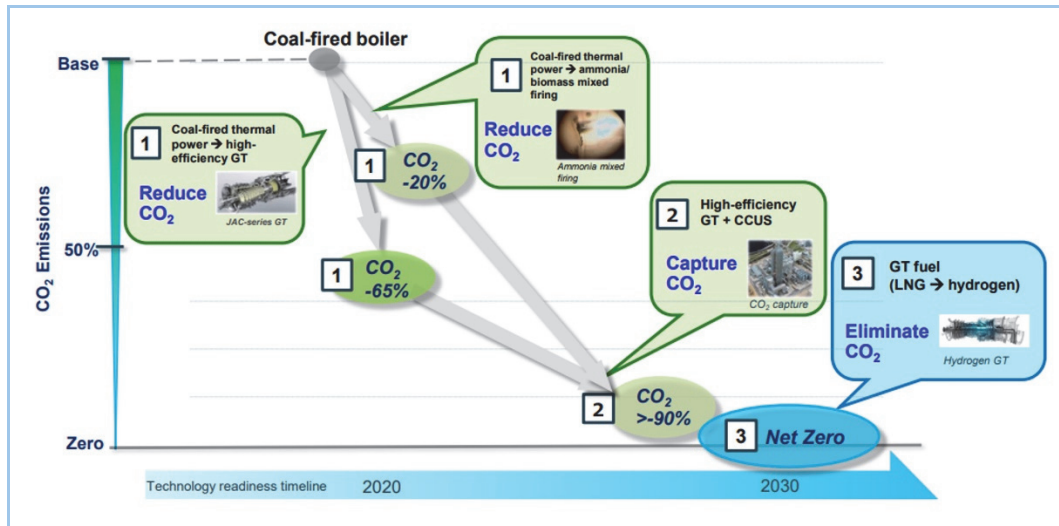 Coal-fired boiler
Base
50%
Zero
CO₂ Emissions
1
Coal-fired thermal
power → high-
efficiency GT
Reduce
CO₂
JAC-series GT
1
Coal-fired thermal
power → ammonia/
biomass mixed
firing
Reduce
CO₂
Ammonia mixed
firing
1
CO₂
-20%
1
CO₂
-65%
2
High-efficiency
GT + CCUS
Capture
CO₂
CO₂ capture
2
CO₂
>-90%
3
GT fuel
(LNG → hydrogen)
Eliminate
CO₂
Hydrogen GT
3
Net Zero
Technology readiness timeline
2020
2030